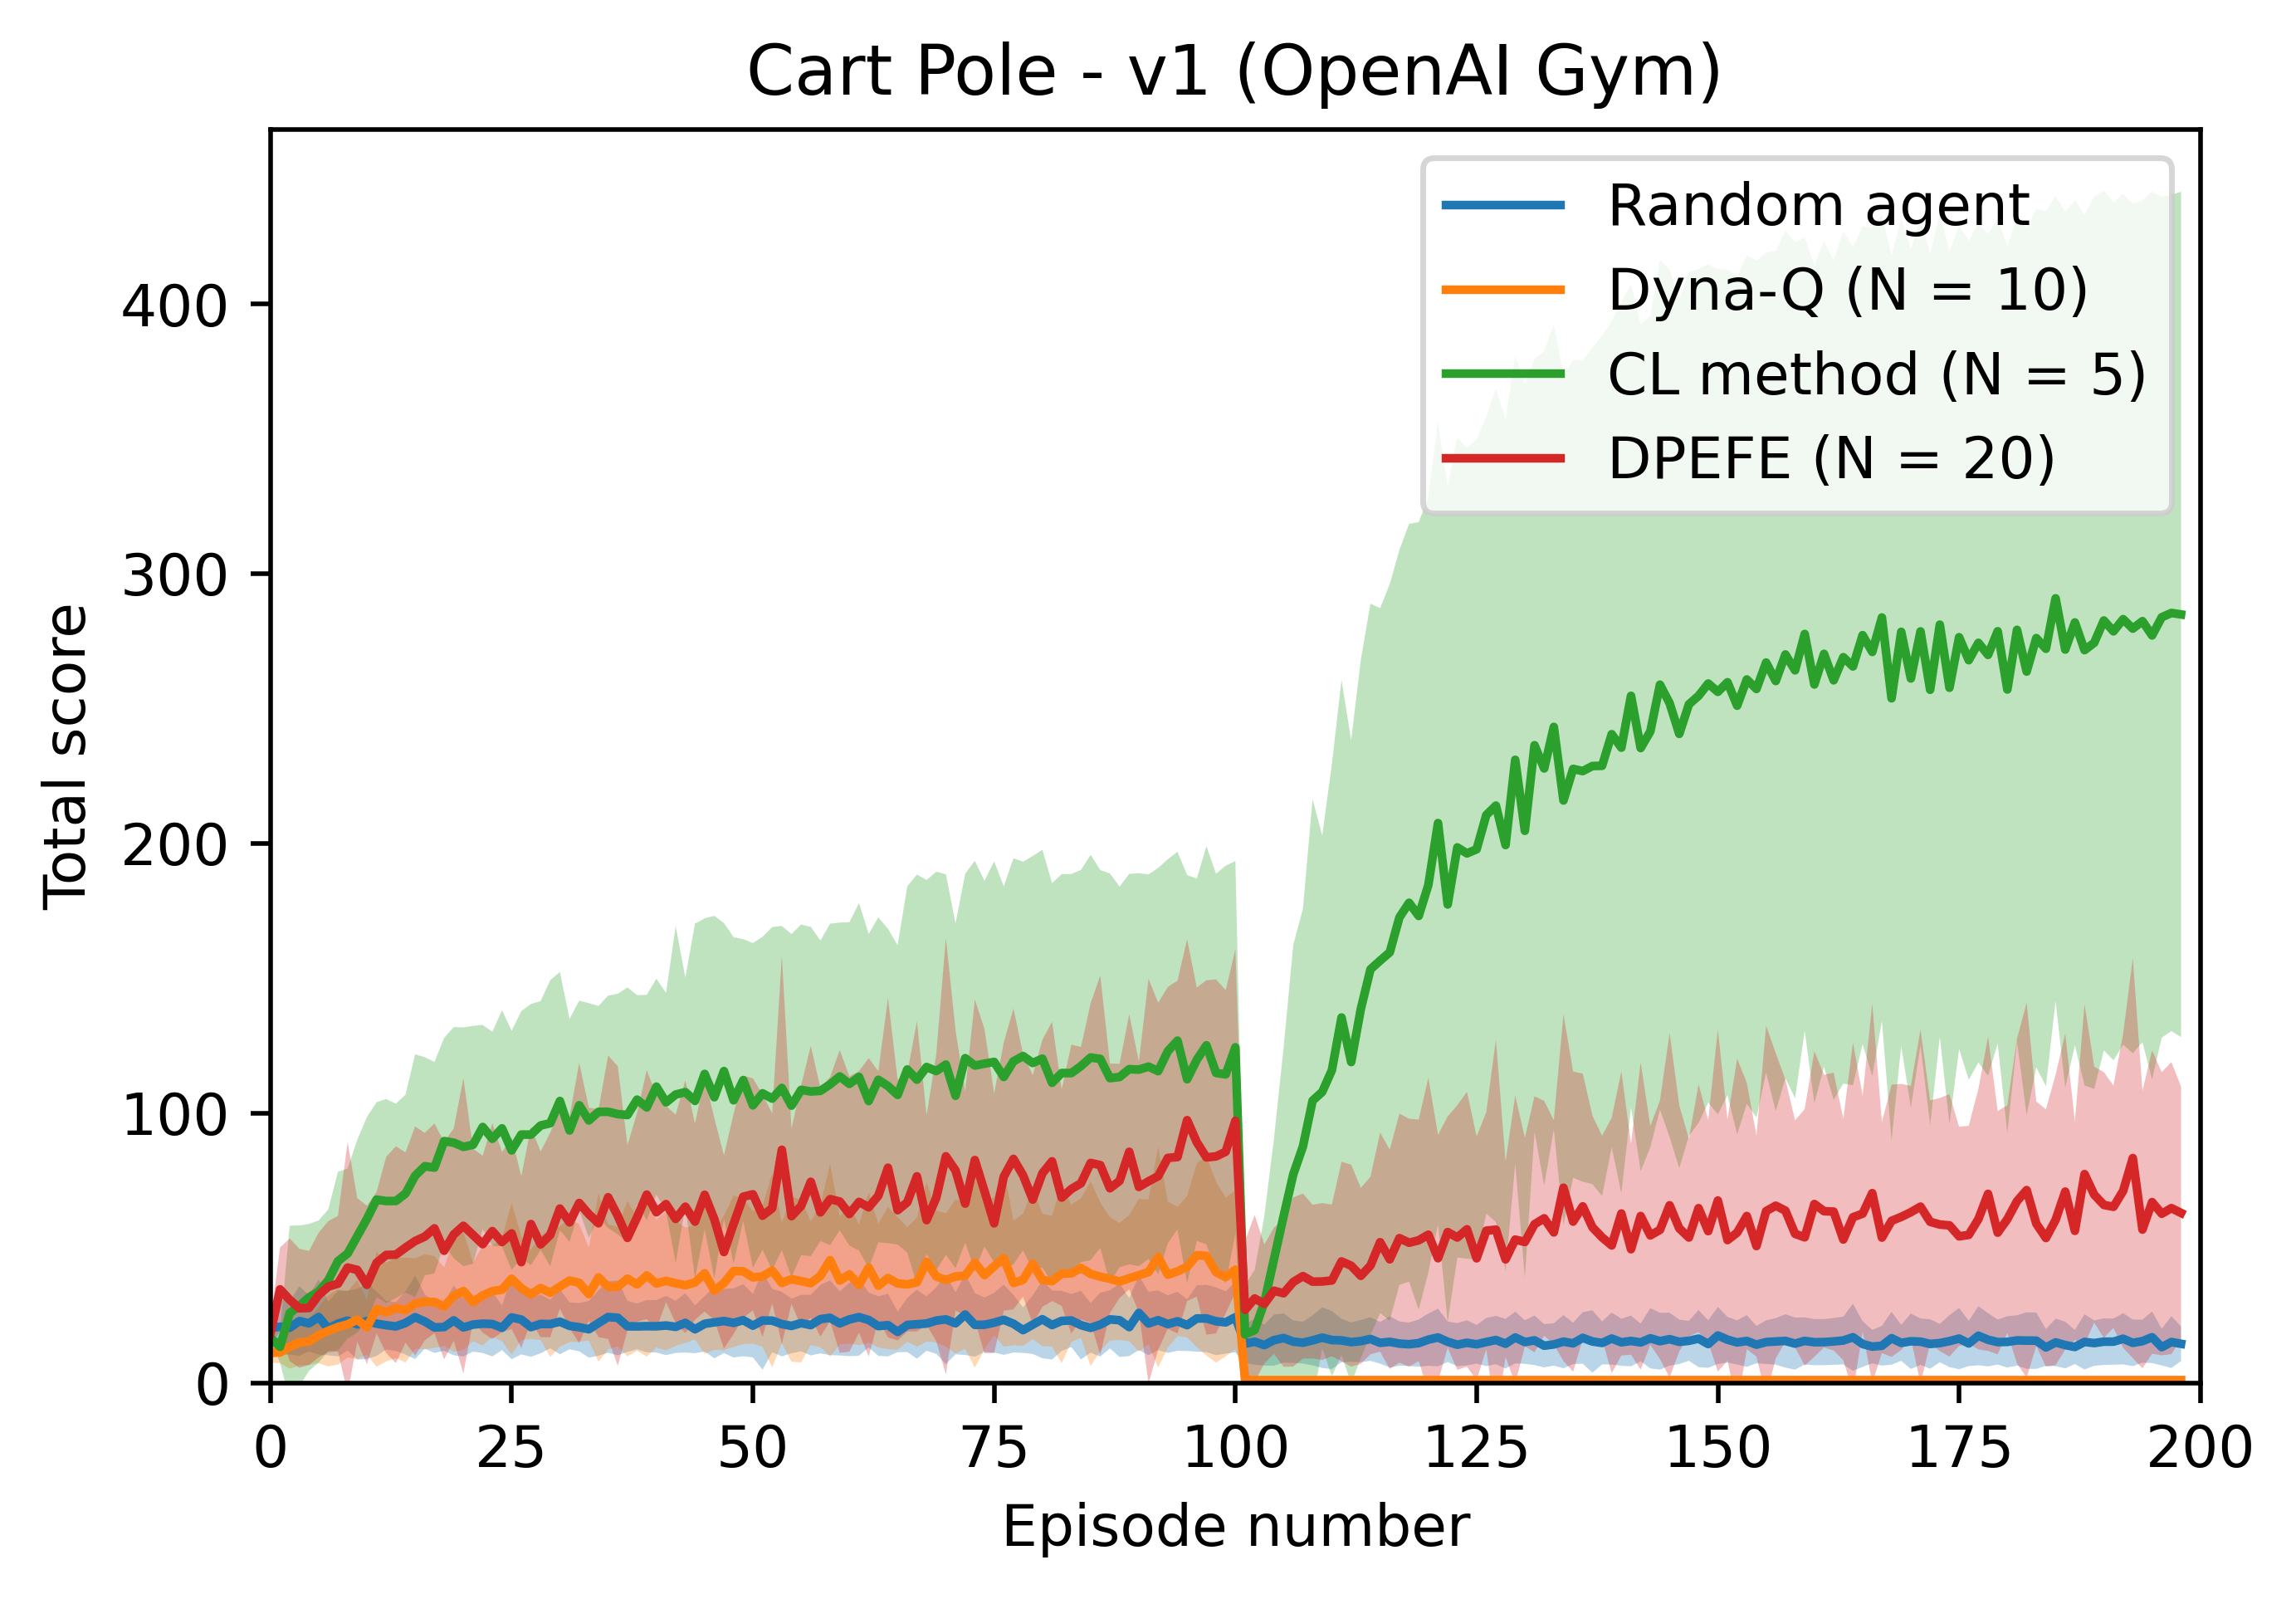 Cart Pole - v1 (OpenAI Gym)
Random agent
Dyna-Q (N = 10)
CL method (N = 5)
DPEFE (N = 20)
Total score
400
300
200
100
0
0 25 50 75 100 125 150 175 200
Episode number